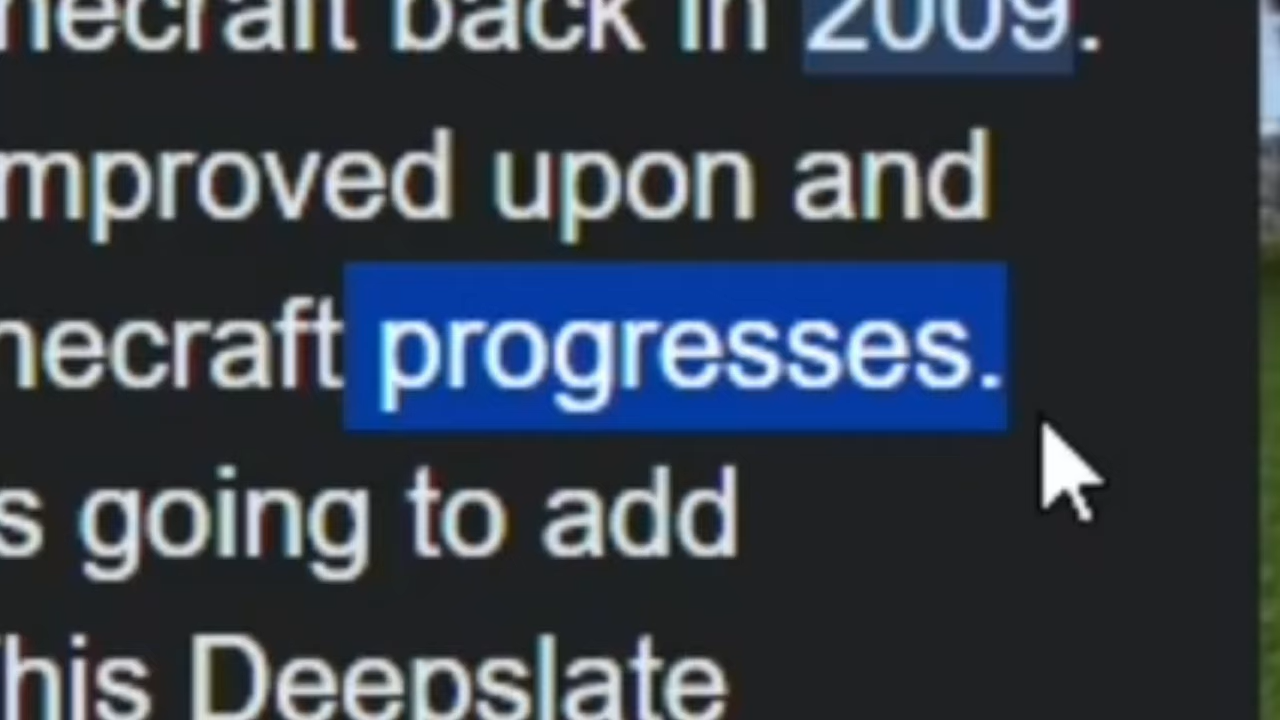 necraft back in 2009.
mproved upon and
necraft progresses.
s going to add
his Deepslate